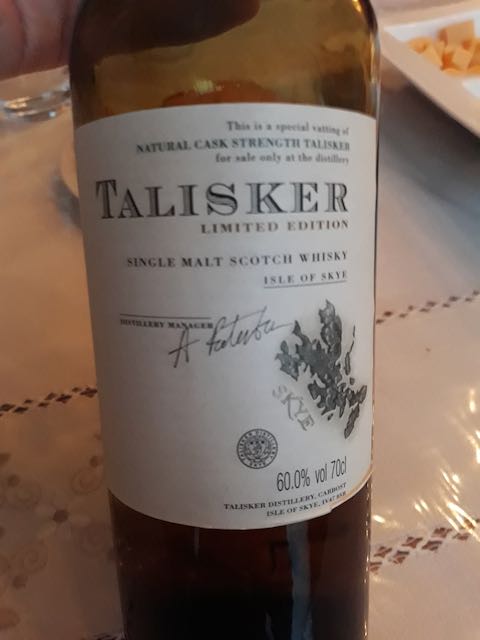 This is a special vatting of
NATURAL CASK STRENGTH TALISKER
for sale only at the distillery
TALISKER
LIMITED EDITION
SINGLE MALT SCOTCH WHISKY
ISLE OF SKYE
DISTILLERY MANAGER
SKYE
60.0% vol 70cl
TALISKER DISTILLERY, CARBOST
ISLE OF SKYE, IV47 8SR